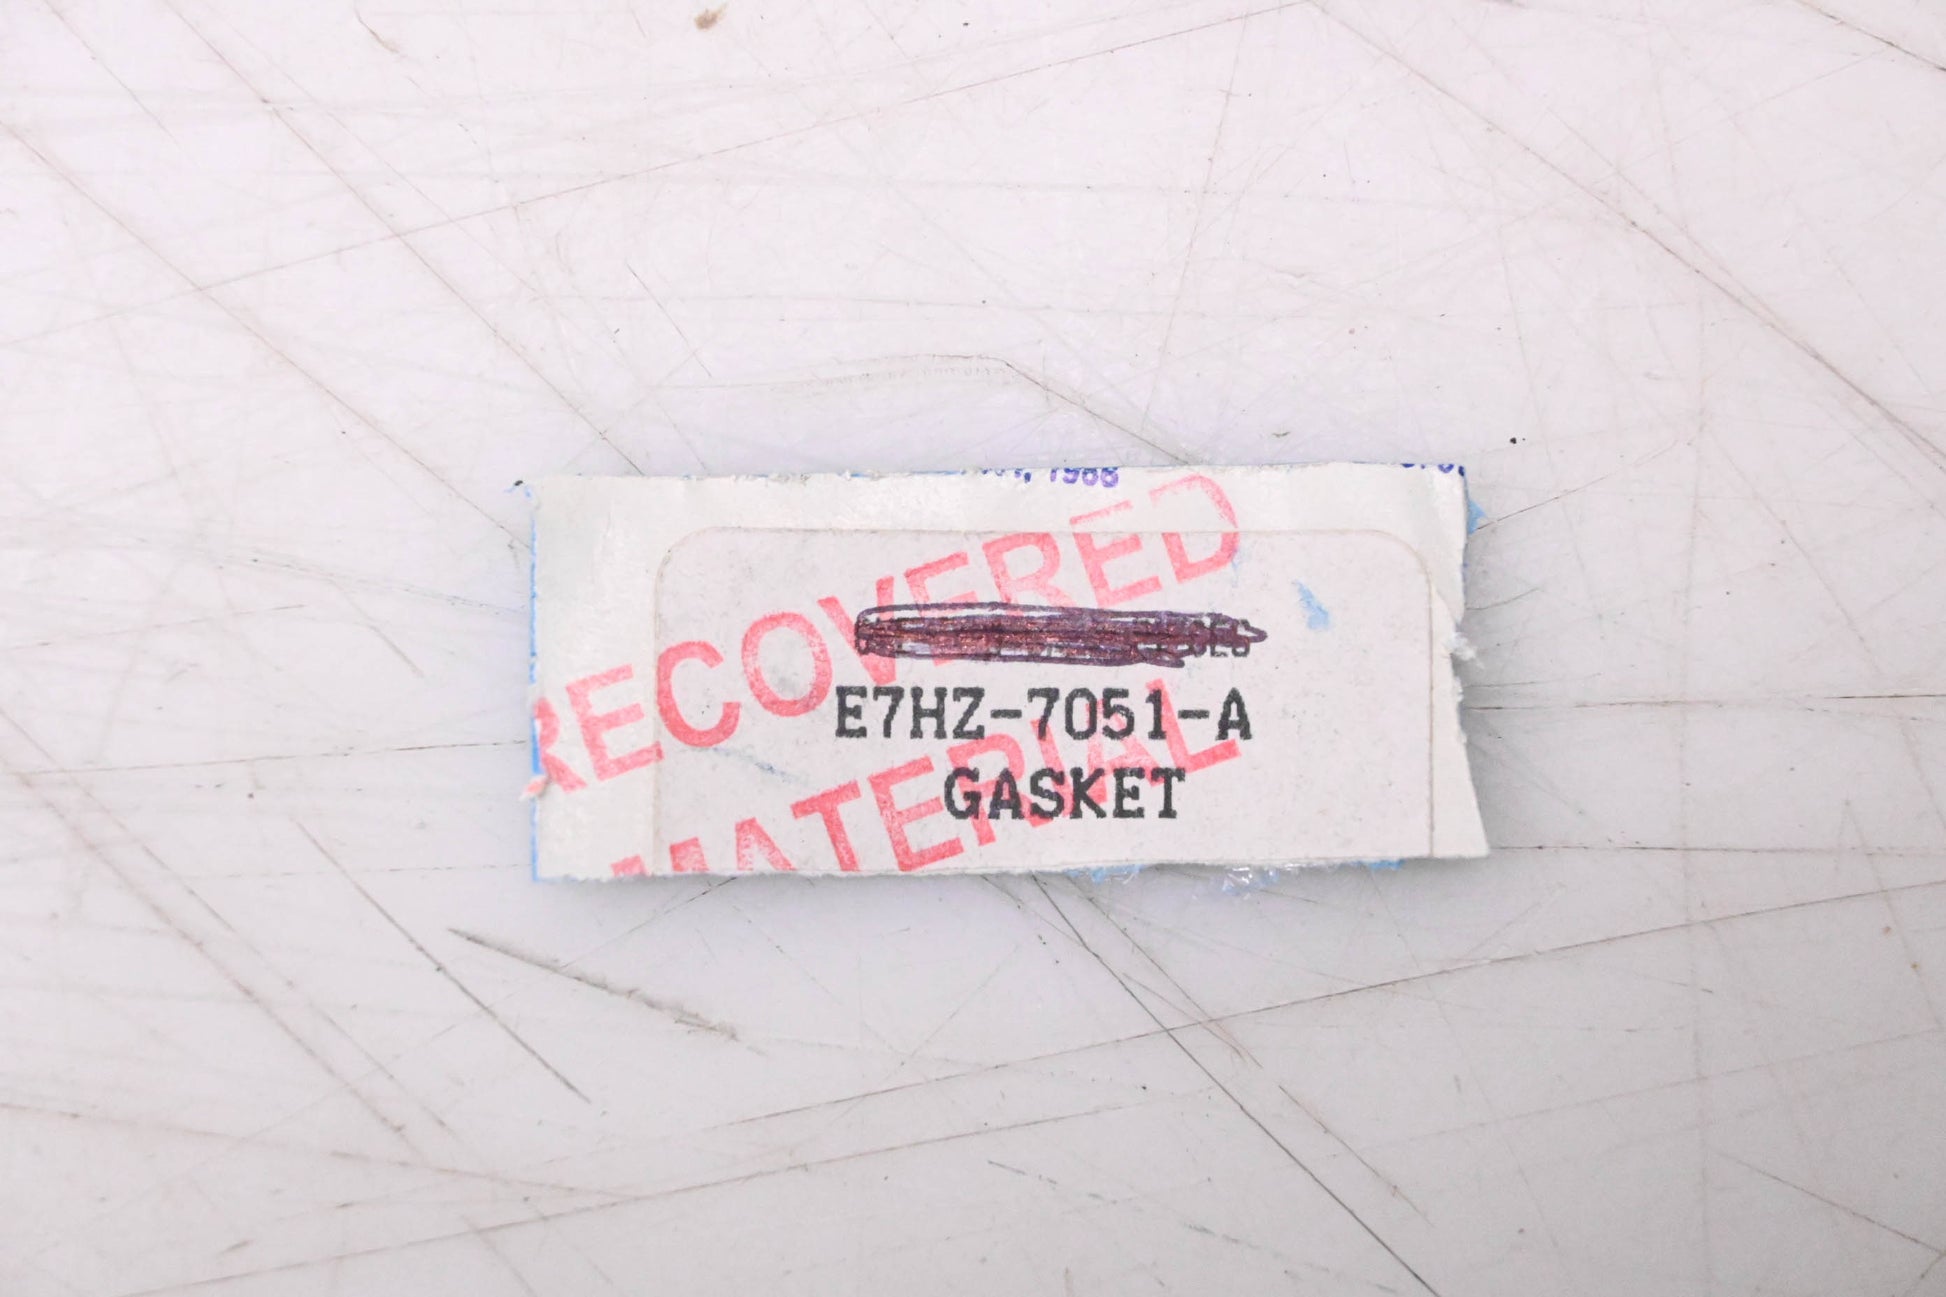 1988
RECOVERED
E7HZ-7051-A
GASKET
MATERIAL